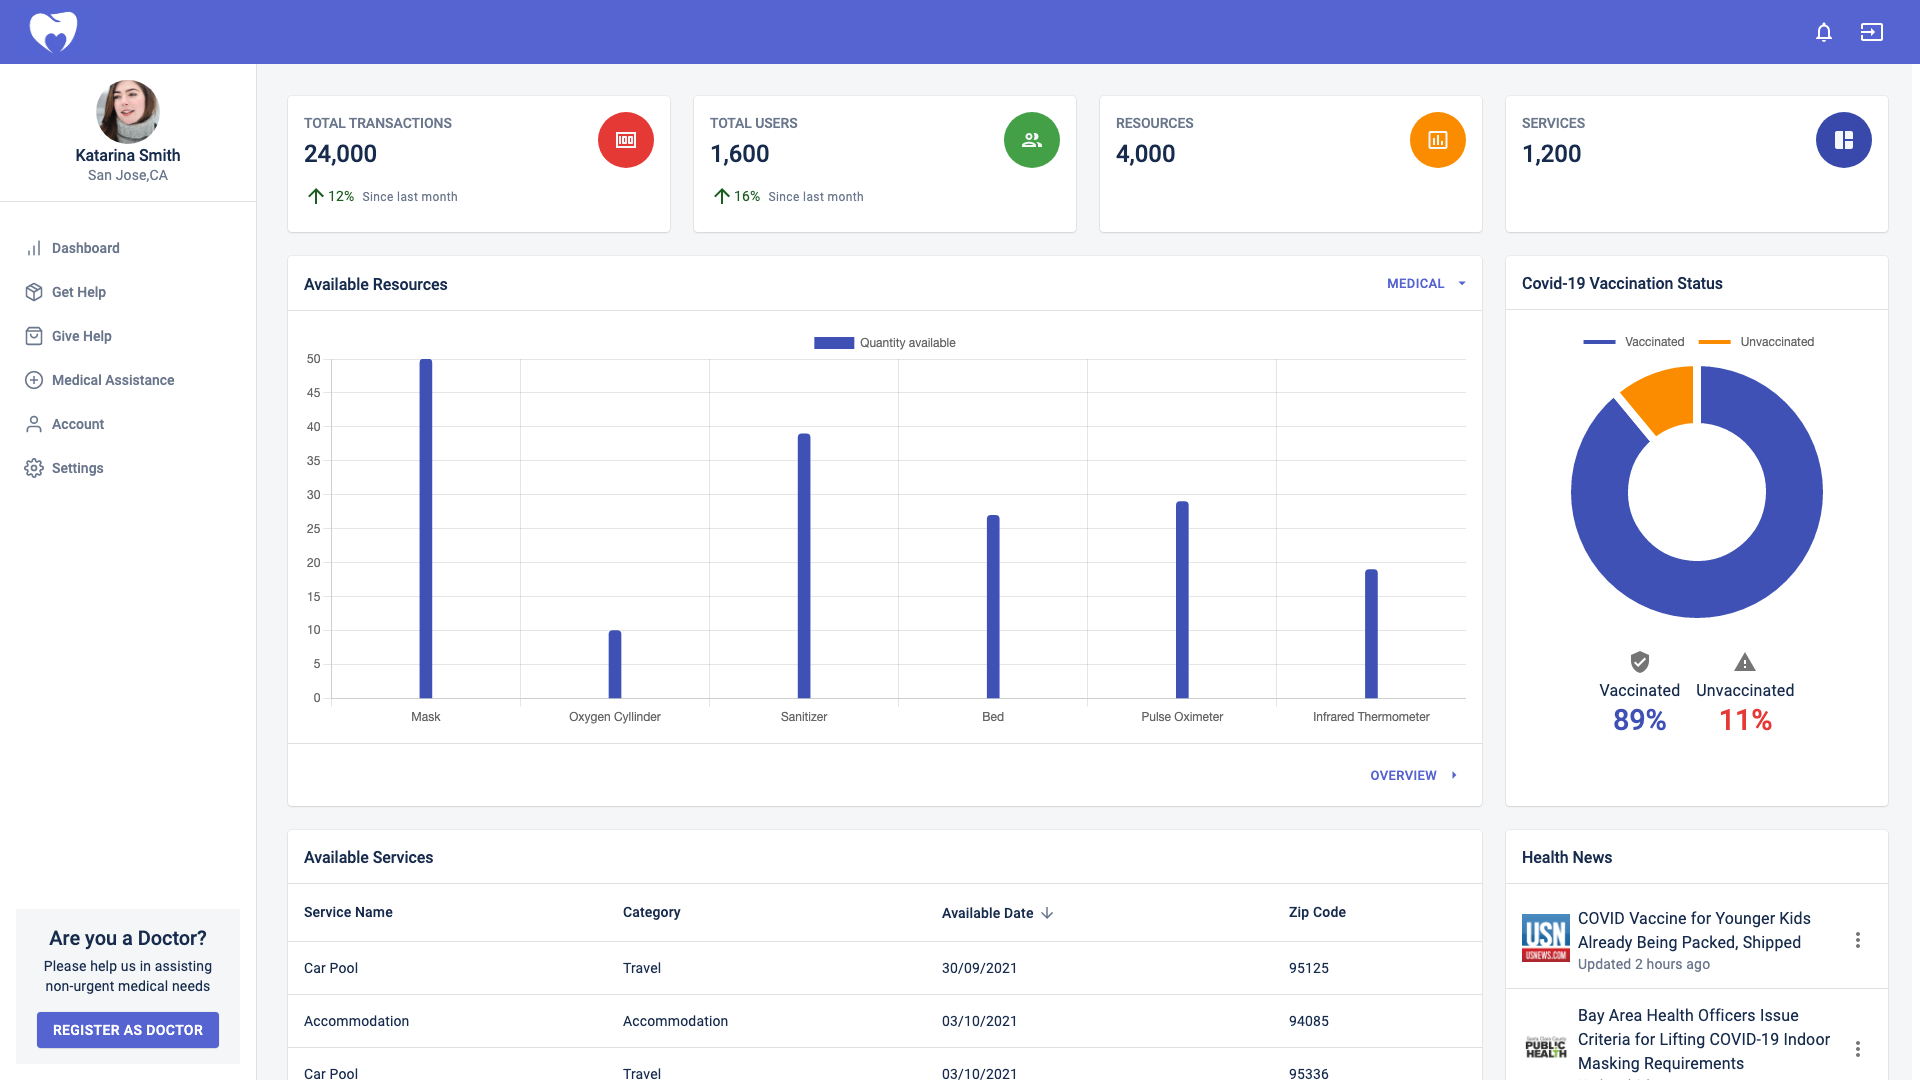 Katarina Smith
San Jose,CA
Dashboard
Get Help
Give Help
Medical Assistance
Account
Settings
Are you a Doctor?
Please help us in assisting
non-urgent medical needs
REGISTER AS DOCTOR
TOTAL TRANSACTIONS
24,000
12% Since last month
TOTAL USERS
1,600
16% Since last month
RESOURCES
4,000
SERVICES
1,200
Available Resources
MEDICAL
Quantity available
50
45
40
35
30
25
20
15
10
5
0
Mask Oxygen Cyllinder Sanitizer Bed Pulse Oximeter Infrared Thermometer
OVERVIEW
Covid-19 Vaccination Status
Vaccinated Unvaccinated
Vaccinated Unvaccinated
89% 11%
Available Services
Service Name Category Available Date Zip Code
Car Pool Travel 30/09/2021 95125
Accommodation Accommodation 03/10/2021 94085
Car Pool Travel 03/10/2021 95336
Health News
USN
USNEWS.COM
COVID Vaccine for Younger Kids
Already Being Packed, Shipped
Updated 2 hours ago
PUBLIC
HEALTH
Bay Area Health Officers Issue
Criteria for Lifting COVID-19 Indoor
Masking Requirements